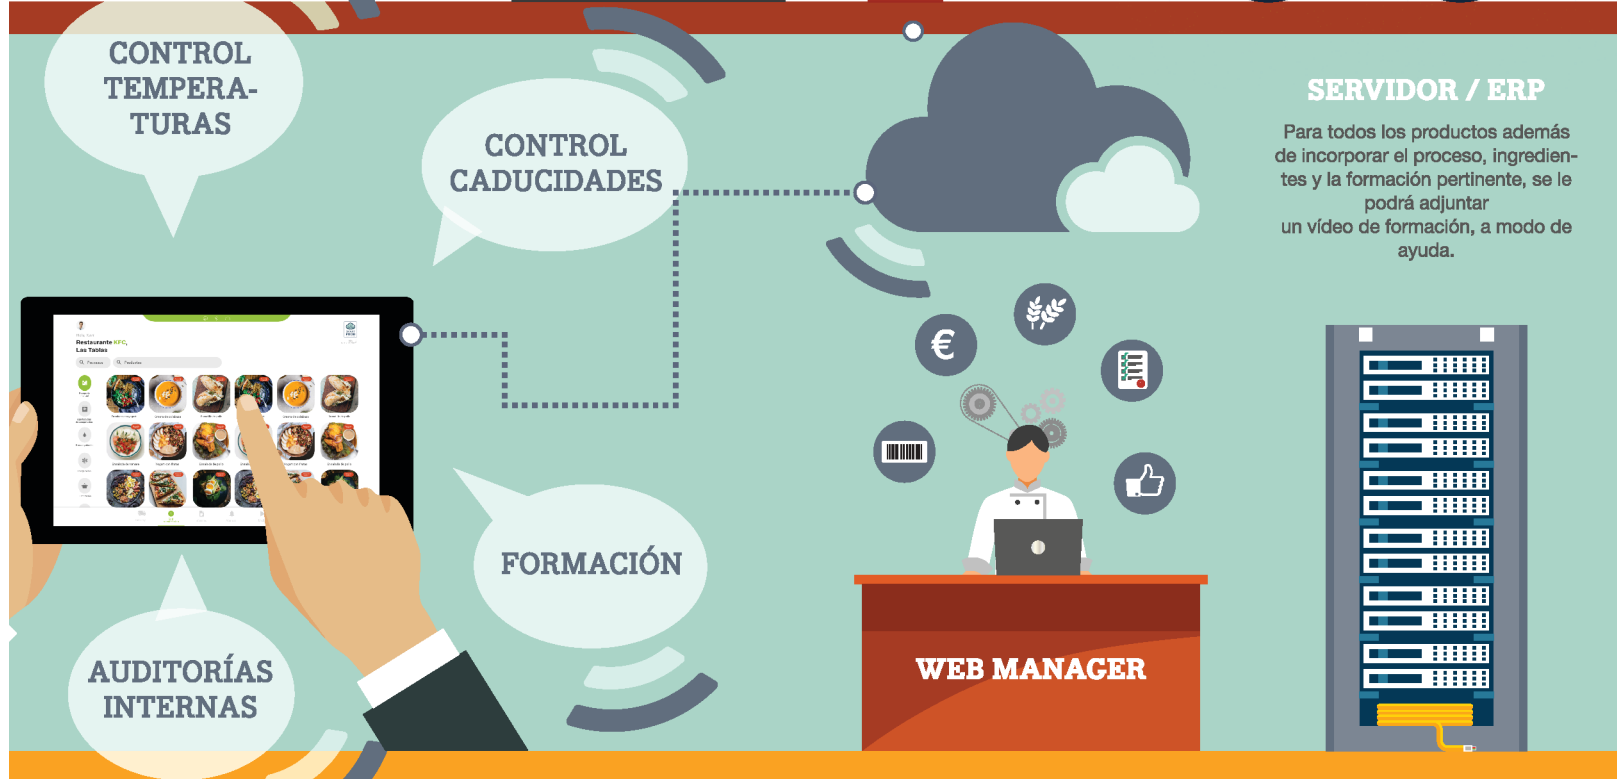 CONTROL
TEMPERA-
TURAS
CONTROL
CADUCIDADES
SERVIDOR / ERP
Para todos los productos además
de incorporar el proceso, ingredien-
tes y la formación pertinente, se le
podrá adjuntar
un vídeo de formación, a modo de
ayuda.
Restaurante KFC,
Las Tablas
Productos
€
FORMACIÓN
AUDITORÍAS
INTERNAS
WEB MANAGER